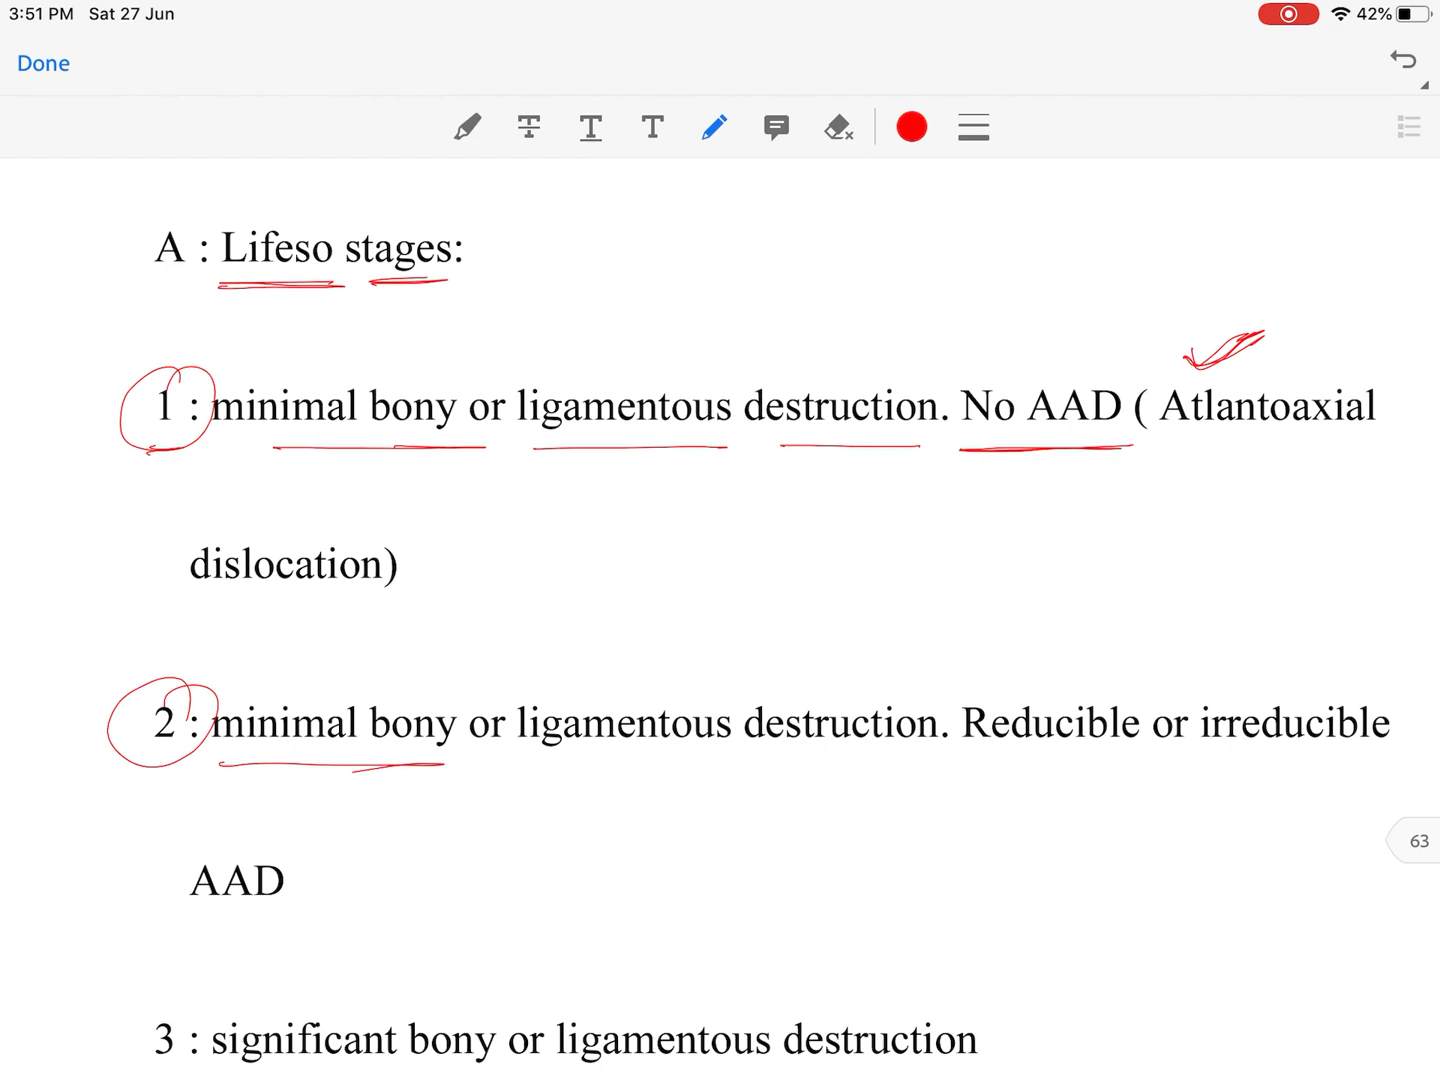 3:51 PM Sat 27 Jun 42%
Done
A : Lifeso stages:
1 : minimal bony or ligamentous destruction. No AAD ( Atlantoaxial
dislocation)
2 : minimal bony or ligamentous destruction. Reducible or irreducible
63
AAD
3 : significant bony or ligamentous destruction